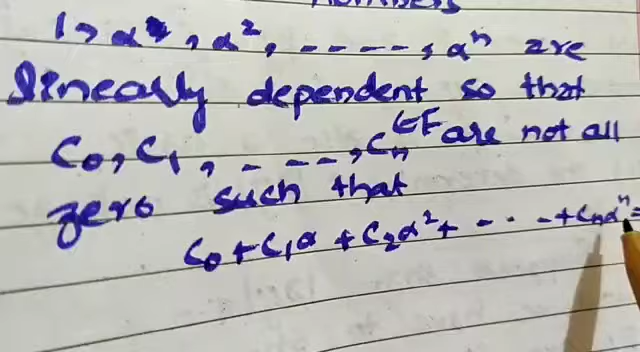 Numbers
1, α, α², -----, αⁿ are
linearly dependent so that
C₀, C₁, ----, Cₙ ∈ F are not all
zero such that
C₀ + C₁α + C₂α² + ---- + Cₙαⁿ =